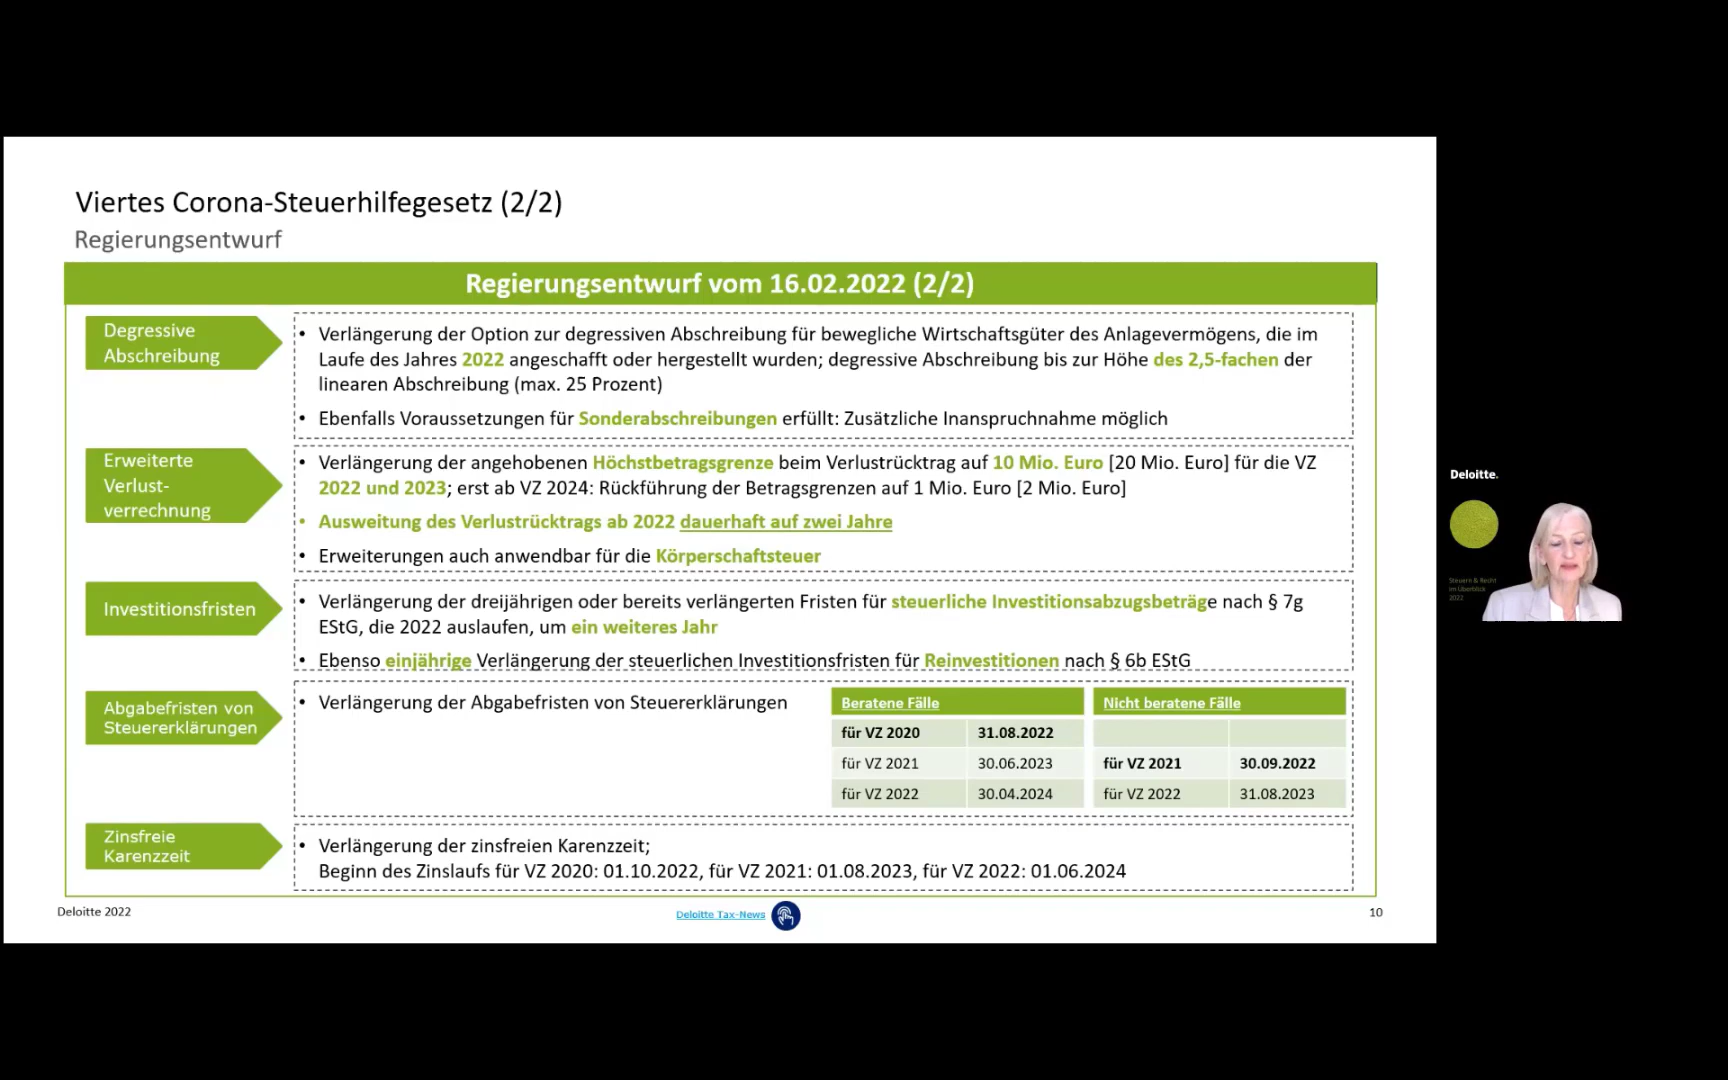 Viertes Corona-Steuerhilfegesetz (2/2)
Regierungsentwurf
Regierungsentwurf vom 16.02.2022 (2/2)
Degressive
Abschreibung
• Verlängerung der Option zur degressiven Abschreibung für bewegliche Wirtschaftsgüter des Anlagevermögens, die im
Laufe des Jahres 2022 angeschafft oder hergestellt wurden; degressive Abschreibung bis zur Höhe des 2,5-fachen der
linearen Abschreibung (max. 25 Prozent)
• Ebenfalls Voraussetzungen für Sonderabschreibungen erfüllt: Zusätzliche Inanspruchnahme möglich
Erweiterte
Verlust-
verrechnung
• Verlängerung der angehobenen Höchstbetragsgrenze beim Verlustrücktrag auf 10 Mio. Euro [20 Mio. Euro] für die VZ
2022 und 2023; erst ab VZ 2024: Rückführung der Betragsgrenzen auf 1 Mio. Euro [2 Mio. Euro]
• Ausweitung des Verlustrücktrags ab 2022 dauerhaft auf zwei Jahre
• Erweiterungen auch anwendbar für die Körperschaftsteuer
Investitionsfristen
• Verlängerung der dreijährigen oder bereits verlängerten Fristen für steuerliche Investitionsabzugsbeträge nach § 7g
EStG, die 2022 auslaufen, um ein weiteres Jahr
• Ebenso einjährige Verlängerung der steuerlichen Investitionsfristen für Reinvestitionen nach § 6b EStG
Abgabefristen von
Steuererklärungen
• Verlängerung der Abgabefristen von Steuererklärungen
Beratene Fälle Nicht beratene Fälle
für VZ 2020 31.08.2022
für VZ 2021 30.06.2023 für VZ 2021 30.09.2022
für VZ 2022 30.04.2024 für VZ 2022 31.08.2023
Zinsfreie
Karenzzeit
• Verlängerung der zinsfreien Karenzzeit;
Beginn des Zinslaufs für VZ 2020: 01.10.2022, für VZ 2021: 01.08.2023, für VZ 2022: 01.06.2024
Deloitte 2022
Deloitte Tax-News
10
Deloitte.
Steuern & Recht
im Überblick
2022